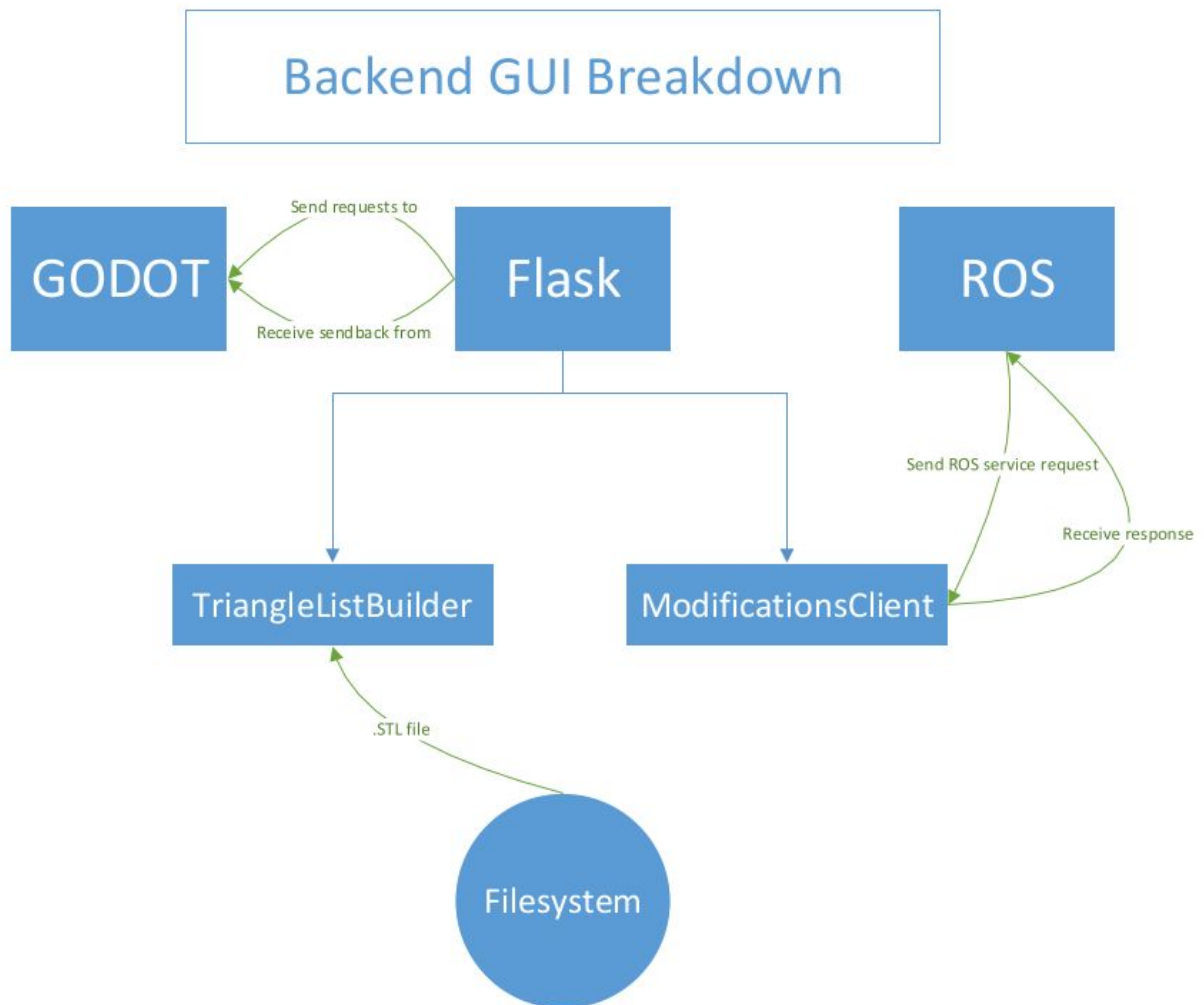 Backend GUI Breakdown
Send requests to
GODOT
Flask
ROS
Receive sendback from
Send ROS service request
Receive response
TriangleListBuilder
ModificationsClient
.STL file
Filesystem